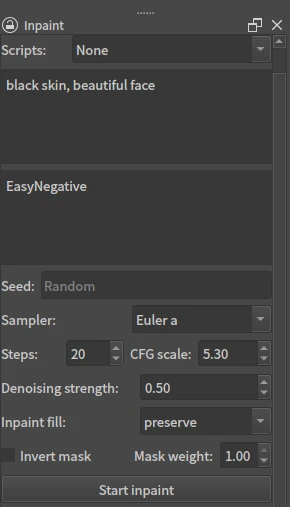 Inpaint
Scripts: None
black skin, beautiful face
EasyNegative
Seed: Random
Sampler: Euler a
Steps: 20 CFG scale: 5.30
Denoising strength: 0.50
Inpaint fill: preserve
Invert mask Mask weight: 1.00
Start inpaint